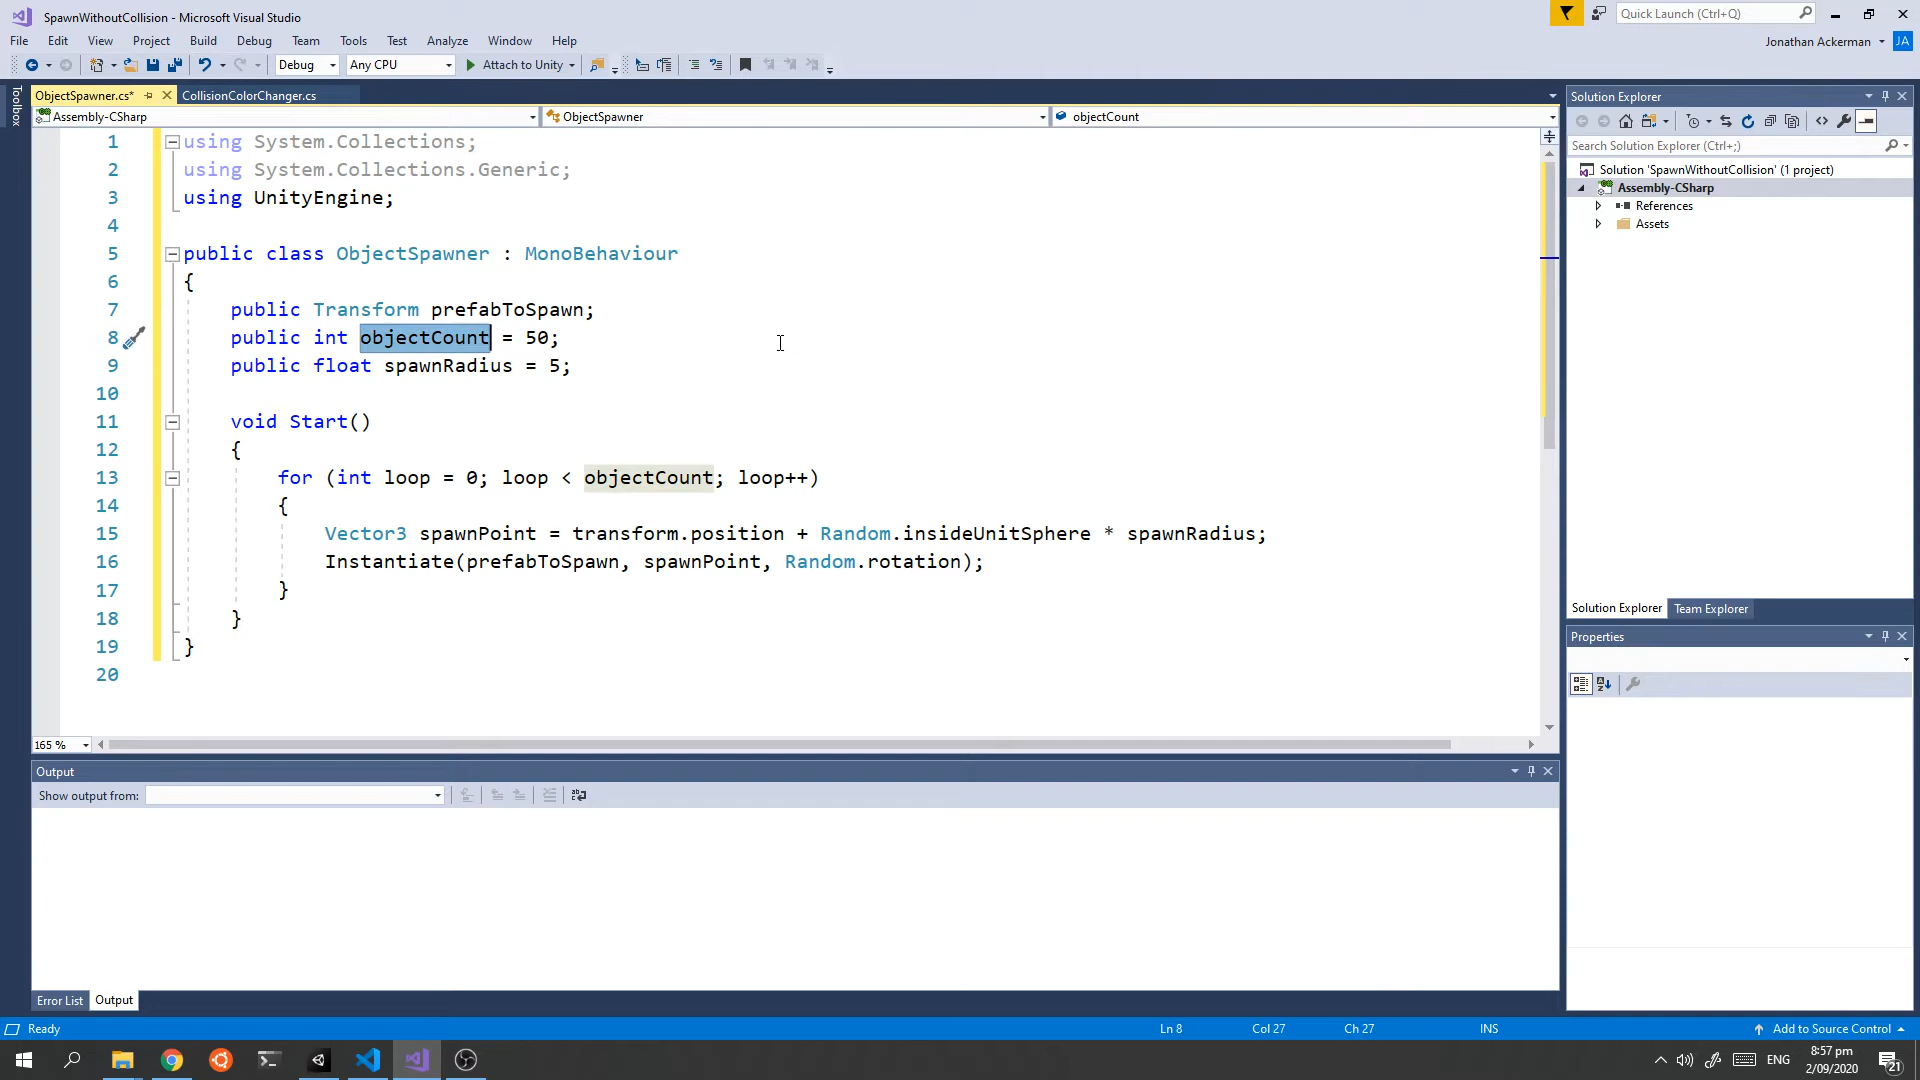 SpawnWithoutCollision - Microsoft Visual Studio
Quick Launch (Ctrl+Q)
File Edit View Project Build Debug Team Tools Test Analyze Window Help
Jonathan Ackerman JA
Debug Any CPU Attach to Unity
Toolbox
ObjectSpawner.cs* CollisionColorChanger.cs
Assembly-CSharp ObjectSpawner objectCount
1 using System.Collections;
2 using System.Collections.Generic;
3 using UnityEngine;
4
5 public class ObjectSpawner : MonoBehaviour
6 {
7 public Transform prefabToSpawn;
8 public int objectCount = 50;
9 public float spawnRadius = 5;
10
11 void Start()
12 {
13 for (int loop = 0; loop < objectCount; loop++)
14 {
15 Vector3 spawnPoint = transform.position + Random.insideUnitSphere * spawnRadius;
16 Instantiate(prefabToSpawn, spawnPoint, Random.rotation);
17 }
18 }
19 }
20
165 %
Output
Show output from:
Error List Output
Solution Explorer
Search Solution Explorer (Ctrl+;)
Solution 'SpawnWithoutCollision' (1 project)
Assembly-CSharp
References
Assets
Solution Explorer Team Explorer
Properties
Ready Ln 8 Col 27 Ch 27 INS Add to Source Control
ENG 8:57 pm
2/09/2020
21